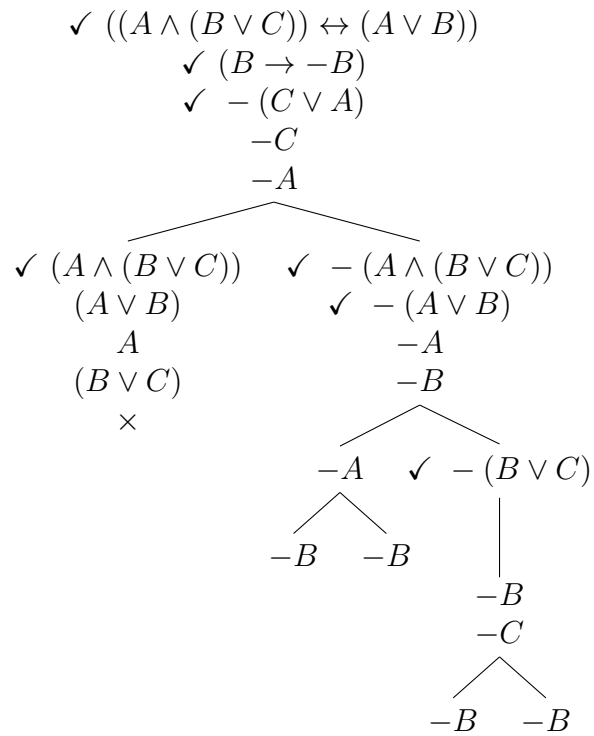 ✓ ((A ∧ (B ∨ C)) ↔ (A ∨ B))
✓ (B → −B)
✓ − (C ∨ A)
−C
−A
✓ (A ∧ (B ∨ C)) ✓ − (A ∧ (B ∨ C))
(A ∨ B) ✓ − (A ∨ B)
A −A
(B ∨ C) −B
×
−A ✓ − (B ∨ C)
−B −B
−B
−C
−B −B